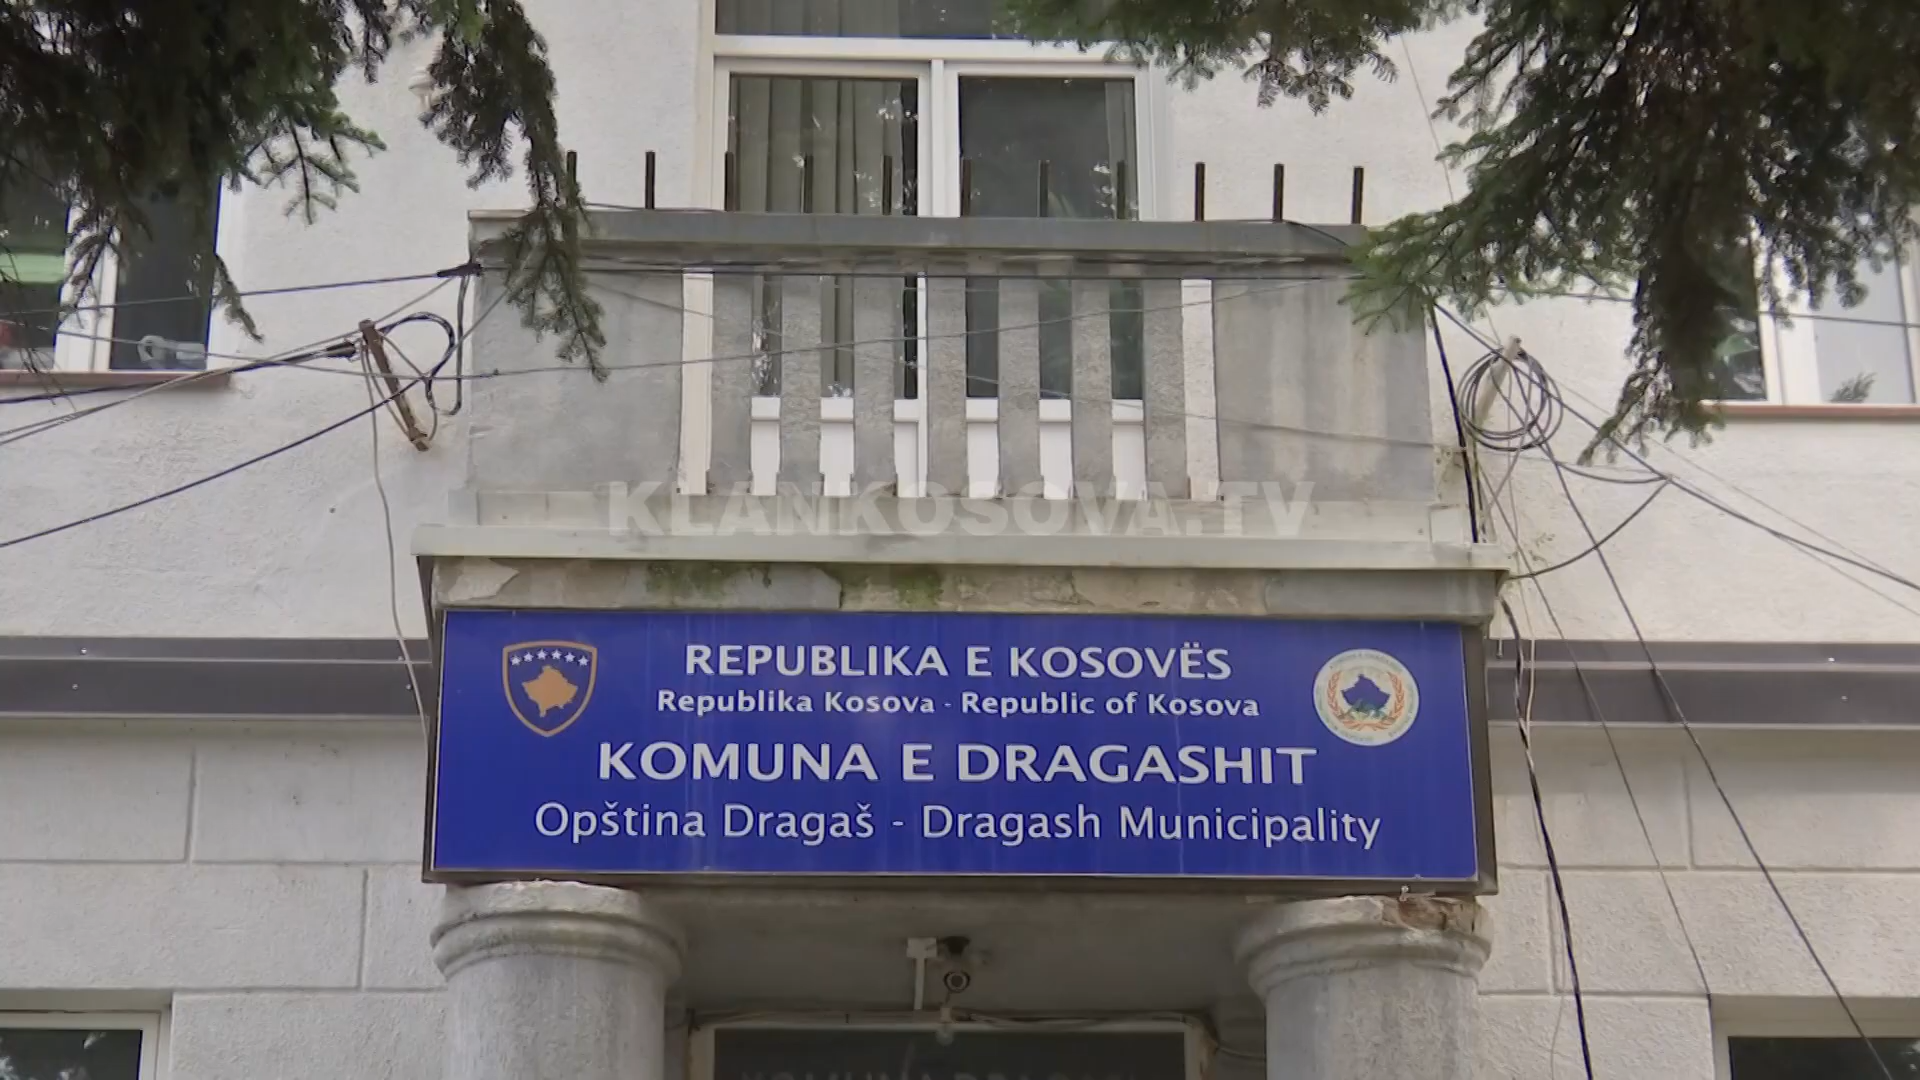 KLANKOSOVA.TV
REPUBLIKA E KOSOVËS
Republika Kosova - Republic of Kosova
KOMUNA E DRAGASHIT
Opština Dragaš - Dragash Municipality